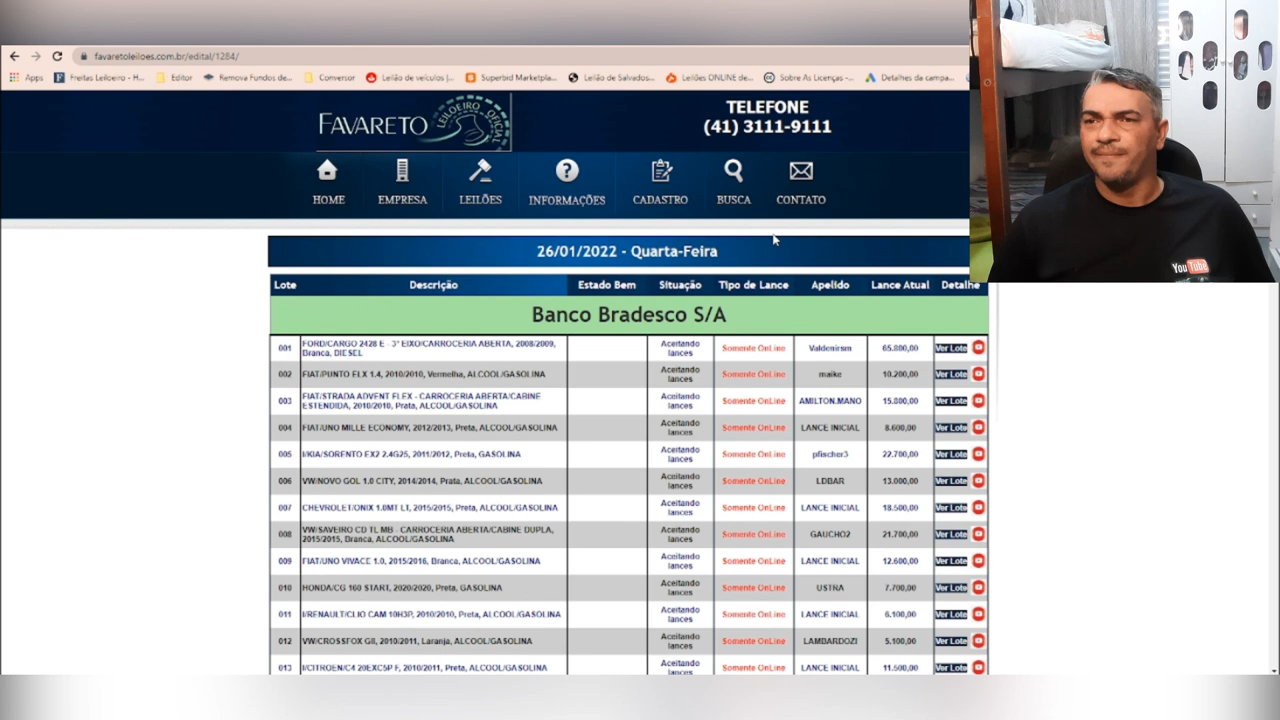 favaretoleiloes.com.br/edital/1284/
Apps Freitas Leiloeiro - H... Editor Remova Fundos de... Conversor Leilão de veículos |... Superbid Marketpla... Leilão de Salvados... Leilões ONLINE de... Sobre As Licenças -... Detalhes da campa...
FAVARETO
LEILOEIRO OFICIAL
TELEFONE
(41) 3111-9111
HOME EMPRESA LEILÕES INFORMAÇÕES CADASTRO BUSCA CONTATO
26/01/2022 - Quarta-Feira
Lote Descrição Estado Bem Situação Tipo de Lance Apelido Lance Atual Detalhe
Banco Bradesco S/A
001 FORD/CARGO 2428 E - 3° EIXO/CARROCERIA ABERTA, 2008/2009, Branca, DIESEL Aceitando lances Somente OnLine Valdenirsm 65.800,00 Ver Lote
002 FIAT/PUNTO ELX 1.4, 2010/2010, Vermelha, ALCOOL/GASOLINA Aceitando lances Somente OnLine maike 10.200,00 Ver Lote
003 FIAT/STRADA ADVENT FLEX - CARROCERIA ABERTA/CABINE ESTENDIDA, 2010/2010, Prata, ALCOOL/GASOLINA Aceitando lances Somente OnLine AMILTON.MANO 15.800,00 Ver Lote
004 FIAT/UNO MILLE ECONOMY, 2012/2013, Preta, ALCOOL/GASOLINA Aceitando lances Somente OnLine LANCE INICIAL 8.600,00 Ver Lote
005 I/KIA/SORENTO EX2 2.4G25, 2011/2012, Preta, GASOLINA Aceitando lances Somente OnLine pfischer3 22.700,00 Ver Lote
006 VW/NOVO GOL 1.0 CITY, 2014/2014, Prata, ALCOOL/GASOLINA Aceitando lances Somente OnLine LDBAR 13.000,00 Ver Lote
007 CHEVROLET/ONIX 1.0MT LT, 2015/2015, Prata, ALCOOL/GASOLINA Aceitando lances Somente OnLine LANCE INICIAL 18.500,00 Ver Lote
008 VW/SAVEIRO CD TL MB - CARROCERIA ABERTA/CABINE DUPLA, 2015/2015, Branca, ALCOOL/GASOLINA Aceitando lances Somente OnLine GAUCHO2 21.700,00 Ver Lote
009 FIAT/UNO VIVACE 1.0, 2015/2016, Branca, ALCOOL/GASOLINA Aceitando lances Somente OnLine LANCE INICIAL 12.600,00 Ver Lote
010 HONDA/CG 160 START, 2020/2020, Preta, GASOLINA Aceitando lances Somente OnLine USTRA 7.700,00 Ver Lote
011 I/RENAULT/CLIO CAM 10H3P, 2010/2010, Preta, ALCOOL/GASOLINA Aceitando lances Somente OnLine LANCE INICIAL 6.100,00 Ver Lote
012 VW/CROSSFOX GII, 2010/2011, Laranja, ALCOOL/GASOLINA Aceitando lances Somente OnLine LAMBARDOZI 5.100,00 Ver Lote
013 I/CITROEN/C4 20EXC5P F, 2010/2011, Preta, ALCOOL/GASOLINA Aceitando lances Somente OnLine LANCE INICIAL 11.500,00 Ver Lote
YouTube